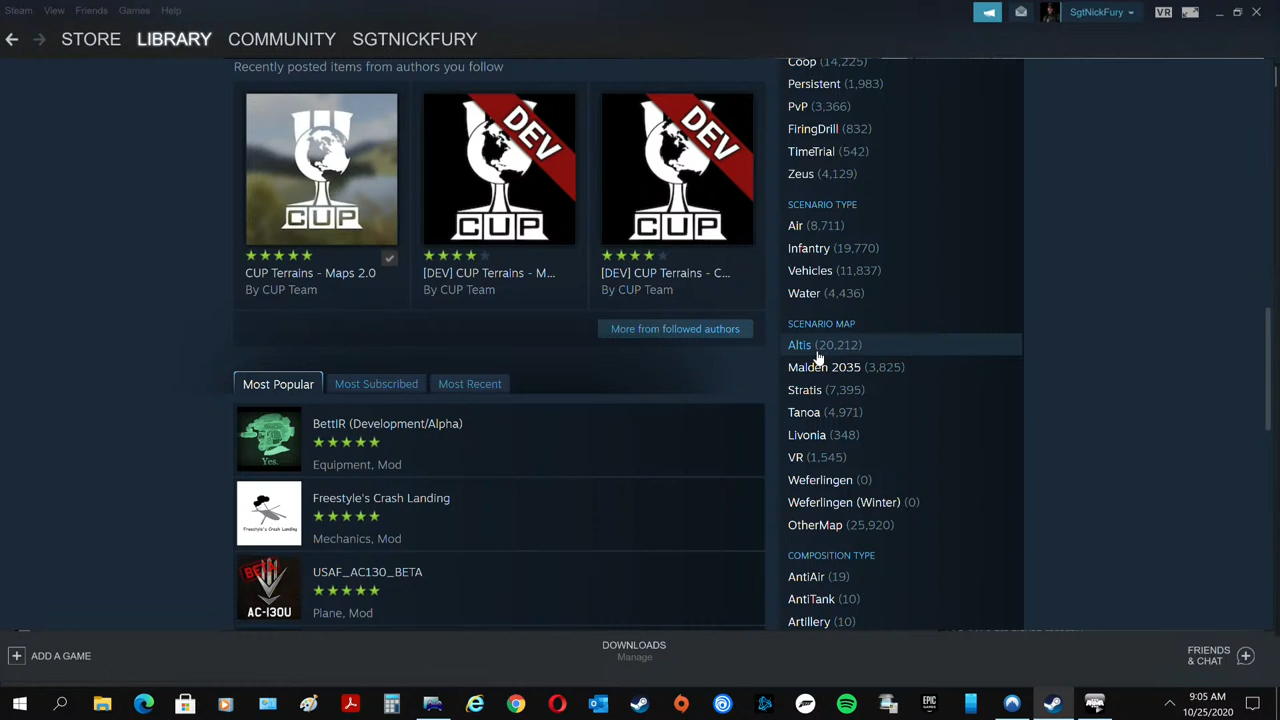 Steam View Friends Games Help
SgtNickFury
VR
STORE LIBRARY COMMUNITY SGTNICKFURY
Recently posted items from authors you follow
CUP
DEV
CUP
DEV
CUP
CUP Terrains - Maps 2.0
By CUP Team
[DEV] CUP Terrains - M...
By CUP Team
[DEV] CUP Terrains - C...
By CUP Team
More from followed authors
Most Popular Most Subscribed Most Recent
Yes.
BettIR (Development/Alpha)
Equipment, Mod
Freestyle's Crash Landing
Freestyle's Crash Landing
Mechanics, Mod
BETA
AC-130U
USAF_AC130_BETA
Plane, Mod
Coop (14,225)
Persistent (1,983)
PvP (3,366)
FiringDrill (832)
TimeTrial (542)
Zeus (4,129)
SCENARIO TYPE
Air (8,711)
Infantry (19,770)
Vehicles (11,837)
Water (4,436)
SCENARIO MAP
Altis (20,212)
Malden 2035 (3,825)
Stratis (7,395)
Tanoa (4,971)
Livonia (348)
VR (1,545)
Weferlingen (0)
Weferlingen (Winter) (0)
OtherMap (25,920)
COMPOSITION TYPE
AntiAir (19)
AntiTank (10)
Artillery (10)
ADD A GAME
DOWNLOADS
Manage
FRIENDS
& CHAT
EPIC
GAMES
9:05 AM
10/25/2020